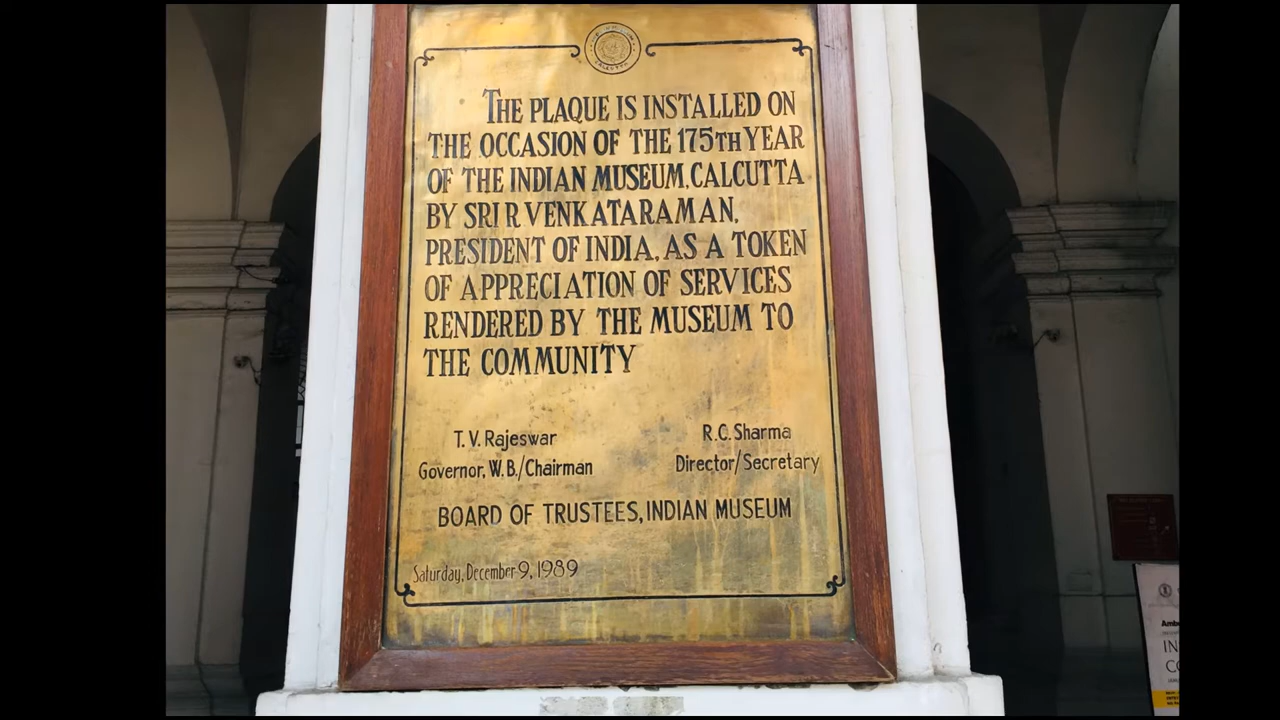 CALCUTTA
THE PLAQUE IS INSTALLED ON
THE OCCASION OF THE 175TH YEAR
OF THE INDIAN MUSEUM, CALCUTTA
BY SRI R VENKATARAMAN,
PRESIDENT OF INDIA, AS A TOKEN
OF APPRECIATION OF SERVICES
RENDERED BY THE MUSEUM TO
THE COMMUNITY
T. V. Rajeswar
Governor, W. B./Chairman
R.C. Sharma
Director/Secretary
BOARD OF TRUSTEES, INDIAN MUSEUM
Saturday, December 9, 1989